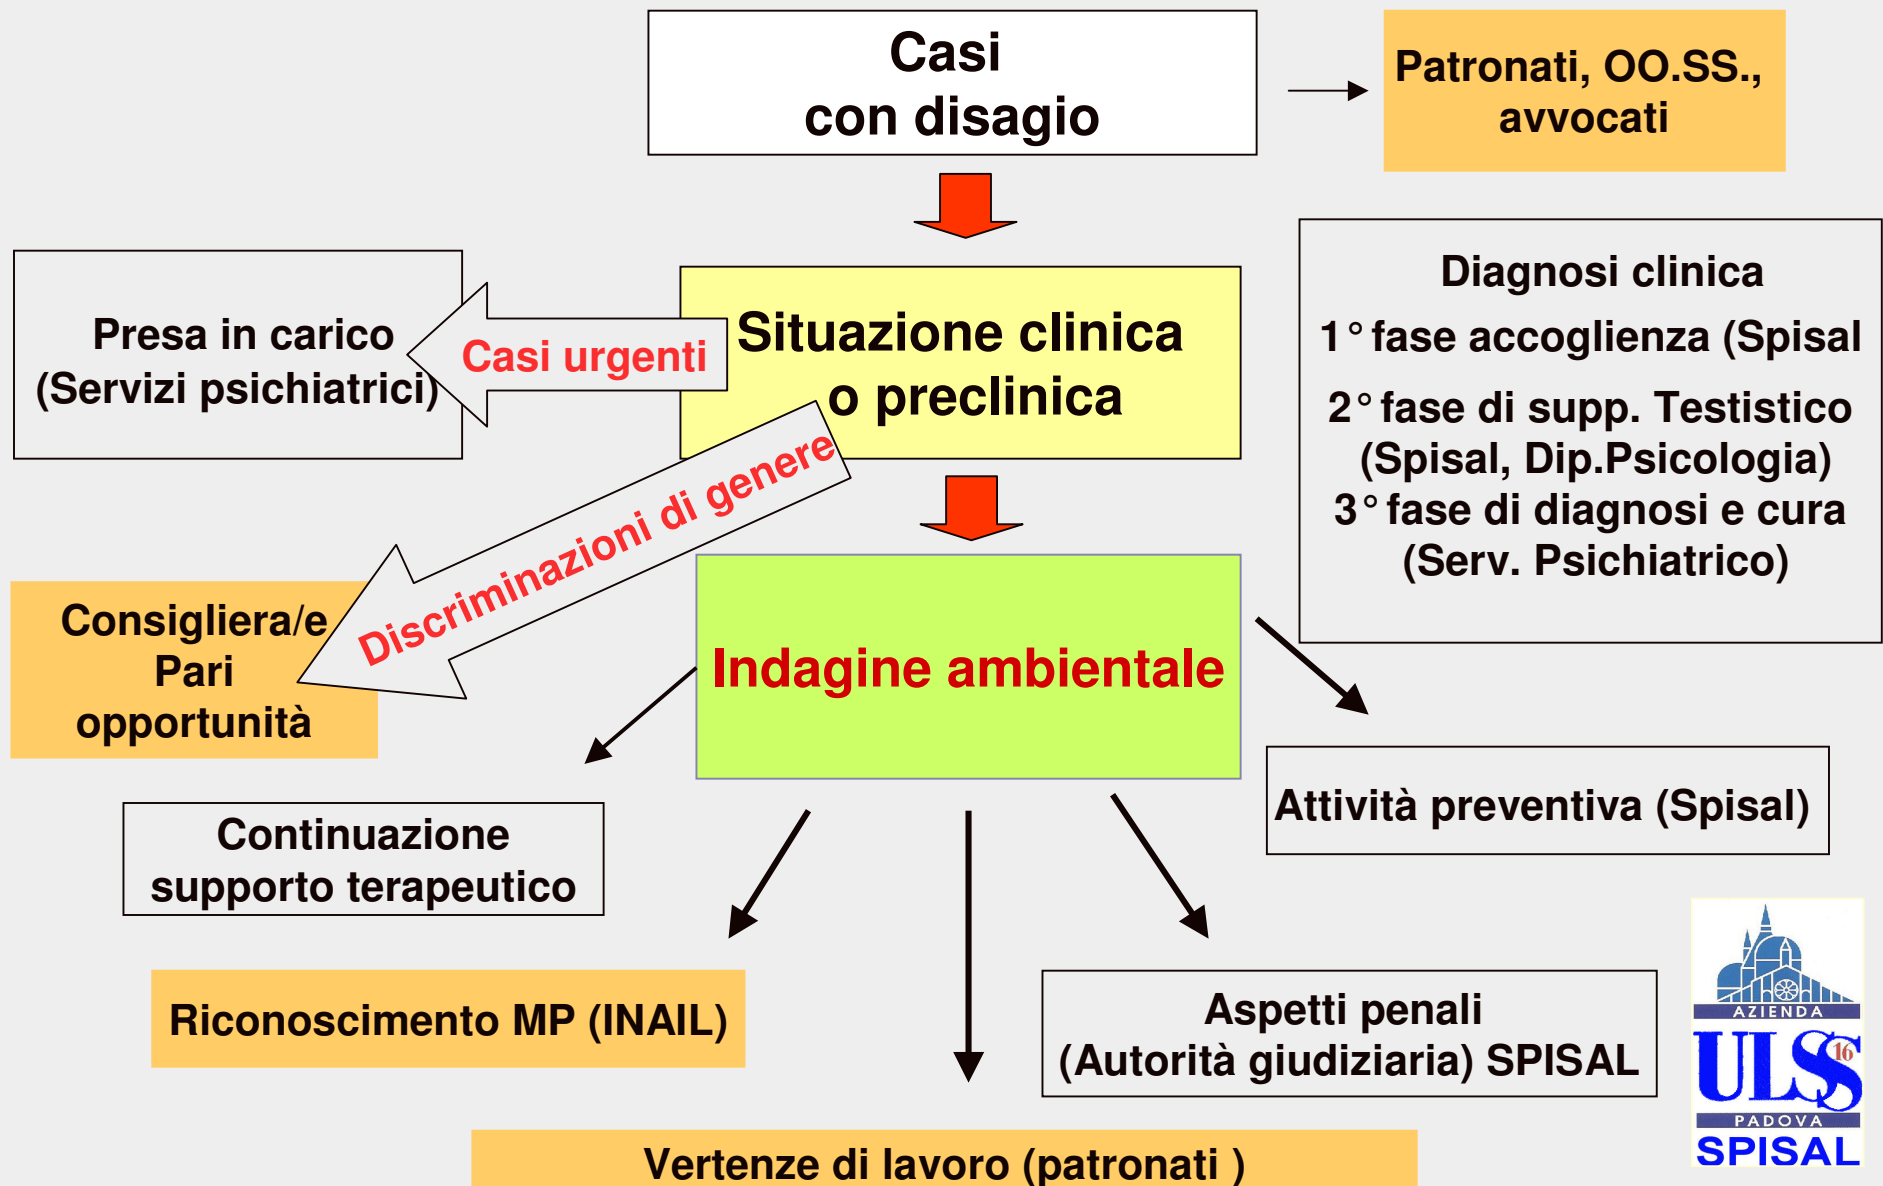 Casi
con disagio
Patronati, OO.SS.,
avvocati
Presa in carico
(Servizi psichiatrici)
Casi urgenti
Situazione clinica
o preclinica
Diagnosi clinica
1° fase accoglienza (Spisal
2° fase di supp. Testistico
(Spisal, Dip.Psicologia)
3° fase di diagnosi e cura
(Serv. Psichiatrico)
Discriminazioni di genere
Consigliera/e
Pari
opportunità
Indagine ambientale
Continuazione
supporto terapeutico
Attività preventiva (Spisal)
Riconoscimento MP (INAIL)
Aspetti penali
(Autorità giudiziaria) SPISAL
Vertenze di lavoro (patronati )
AZIENDA
ULSS 16
PADOVA
SPISAL